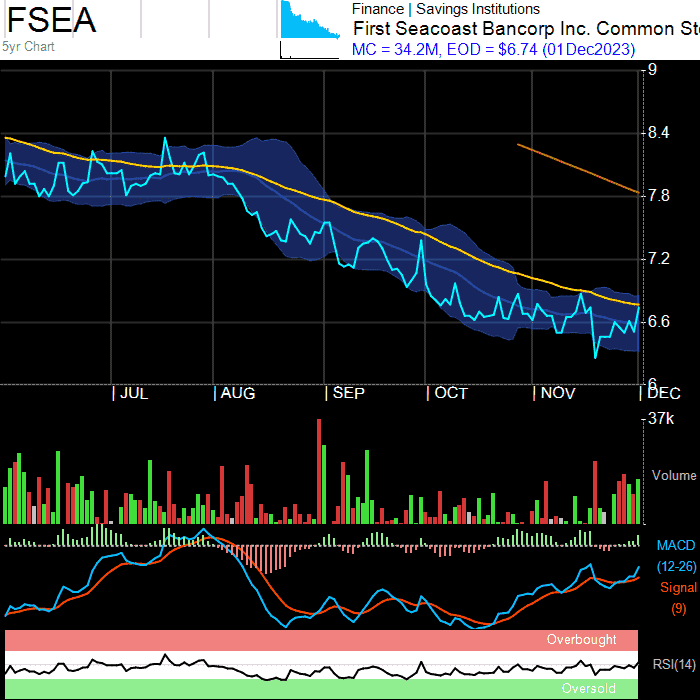 FSEA
5yr Chart
Finance | Savings Institutions
First Seacoast Bancorp Inc. Common Sto
MC = 34.2M, EOD = $6.74 (01Dec2023)
9
8.4
7.8
7.2
6.6
6
JUL AUG SEP OCT NOV DEC
37k
Volume
MACD
(12-26)
Signal
(9)
Overbought
RSI(14)
Oversold